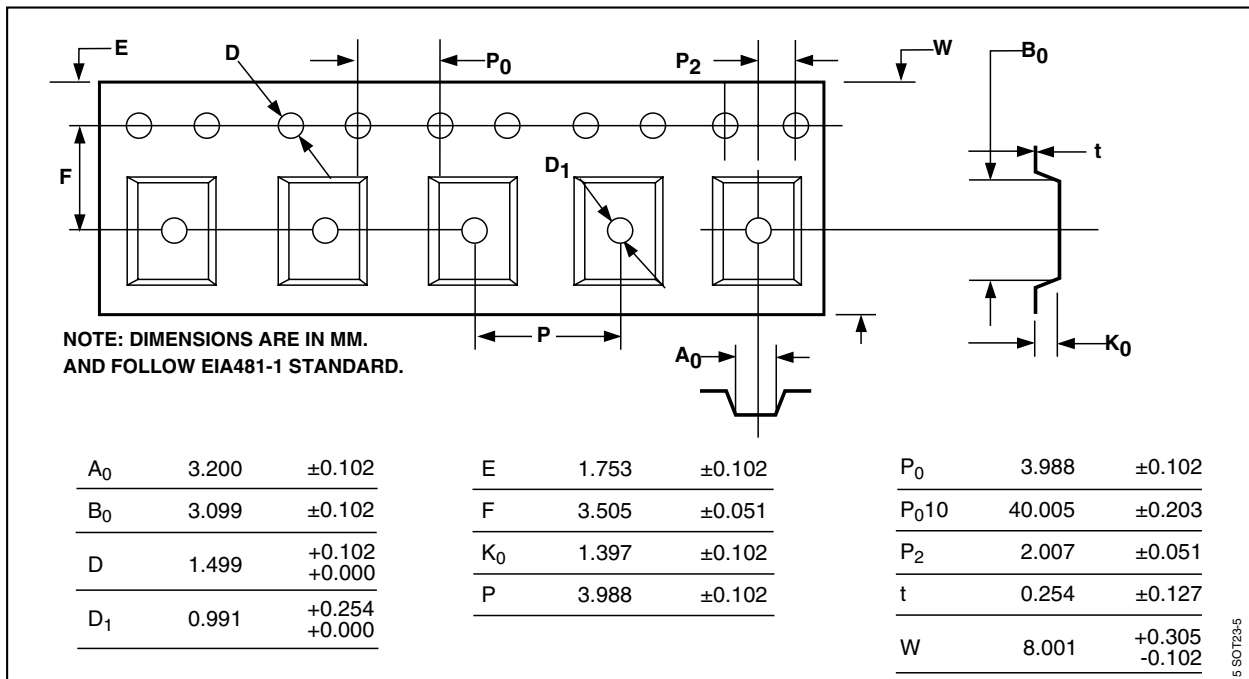 E
D
P0
P2
W
B0
F
D1
t
NOTE: DIMENSIONS ARE IN MM.
AND FOLLOW EIA481-1 STANDARD.
P
A0
K0
A0 3.200 ±0.102
B0 3.099 ±0.102
D 1.499 +0.102
+0.000
D1 0.991 +0.254
+0.000
E 1.753 ±0.102
F 3.505 ±0.051
K0 1.397 ±0.102
P 3.988 ±0.102
P0 3.988 ±0.102
P010 40.005 ±0.203
P2 2.007 ±0.051
t 0.254 ±0.127
W 8.001 +0.305
-0.102
5 SOT23-5